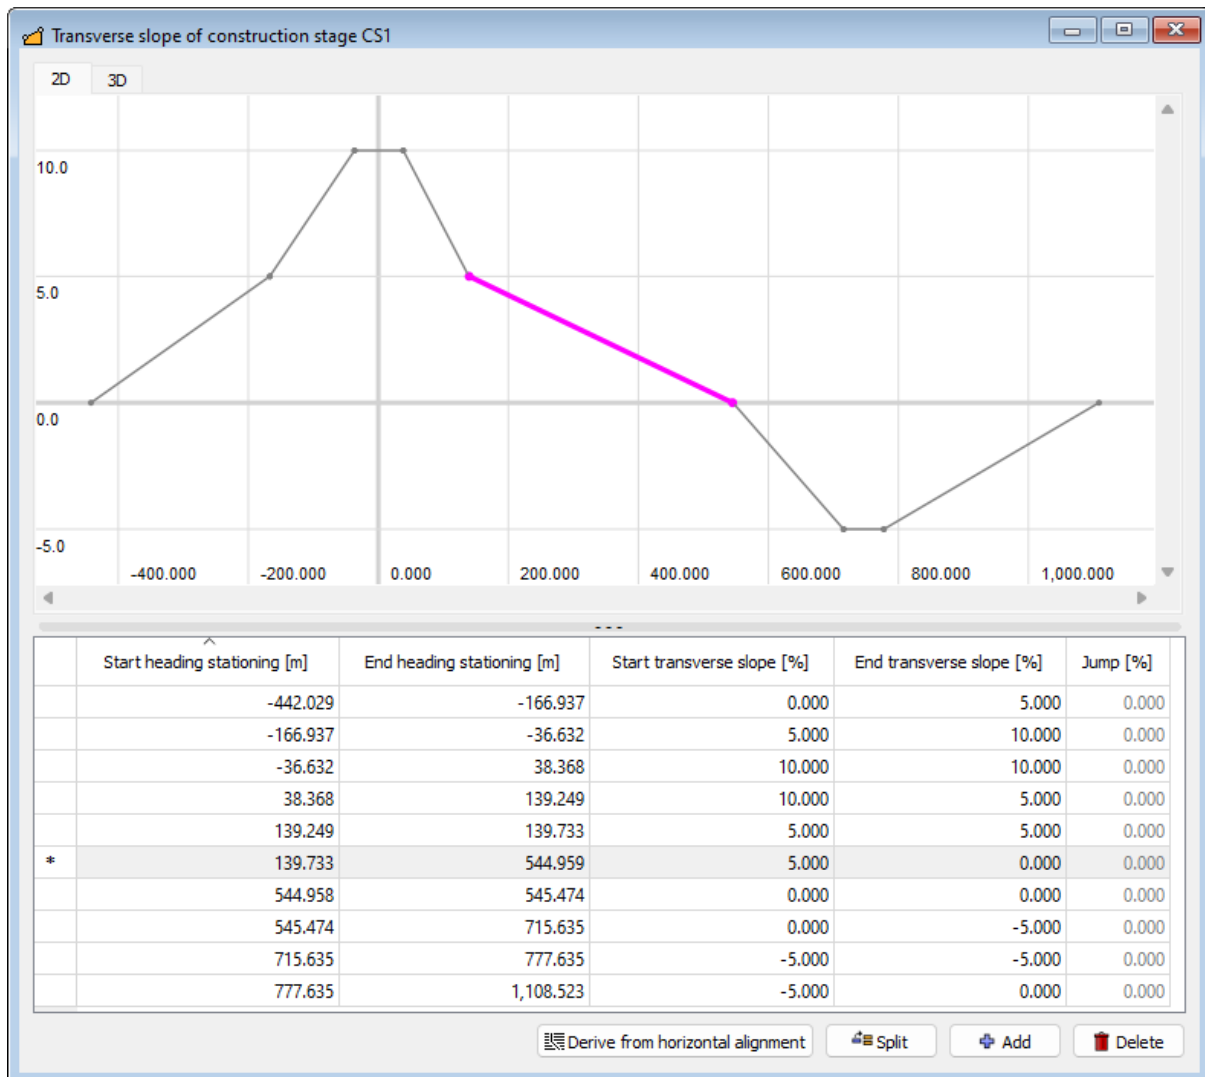 Transverse slope of construction stage CS1
2D 3D
10.0
5.0
0.0
-5.0
-400.000 -200.000 0.000 200.000 400.000 600.000 800.000 1,000.000
Start heading stationing [m] End heading stationing [m] Start transverse slope [%] End transverse slope [%] Jump [%]
-442.029 -166.937 0.000 5.000 0.000
-166.937 -36.632 5.000 10.000 0.000
-36.632 38.368 10.000 10.000 0.000
38.368 139.249 10.000 5.000 0.000
139.249 139.733 5.000 5.000 0.000
* 139.733 544.959 5.000 0.000 0.000
544.958 545.474 0.000 0.000 0.000
545.474 715.635 0.000 -5.000 0.000
715.635 777.635 -5.000 -5.000 0.000
777.635 1,108.523 -5.000 0.000 0.000
Derive from horizontal alignment Split Add Delete